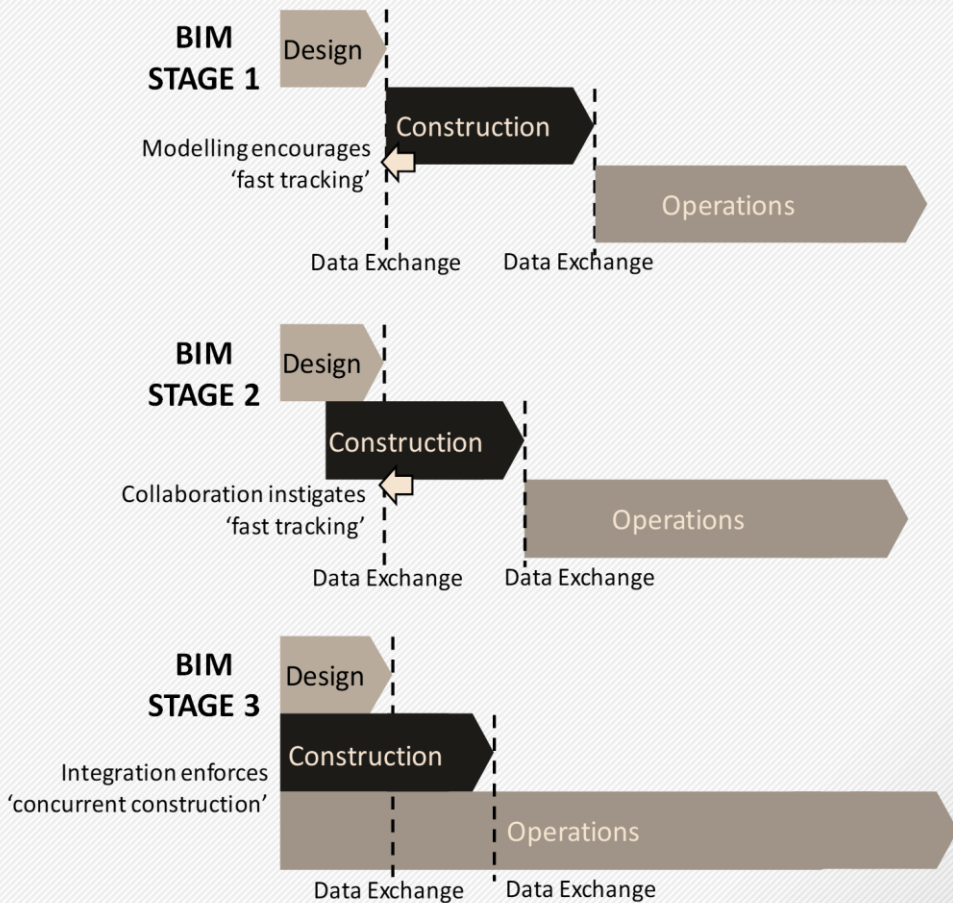 BIM
STAGE 1
Design
Construction
Modelling encourages
‘fast tracking’
Operations
Data Exchange
Data Exchange
BIM
STAGE 2
Design
Construction
Collaboration instigates
‘fast tracking’
Operations
Data Exchange
Data Exchange
BIM
STAGE 3
Design
Construction
Integration enforces
‘concurrent construction’
Operations
Data Exchange
Data Exchange